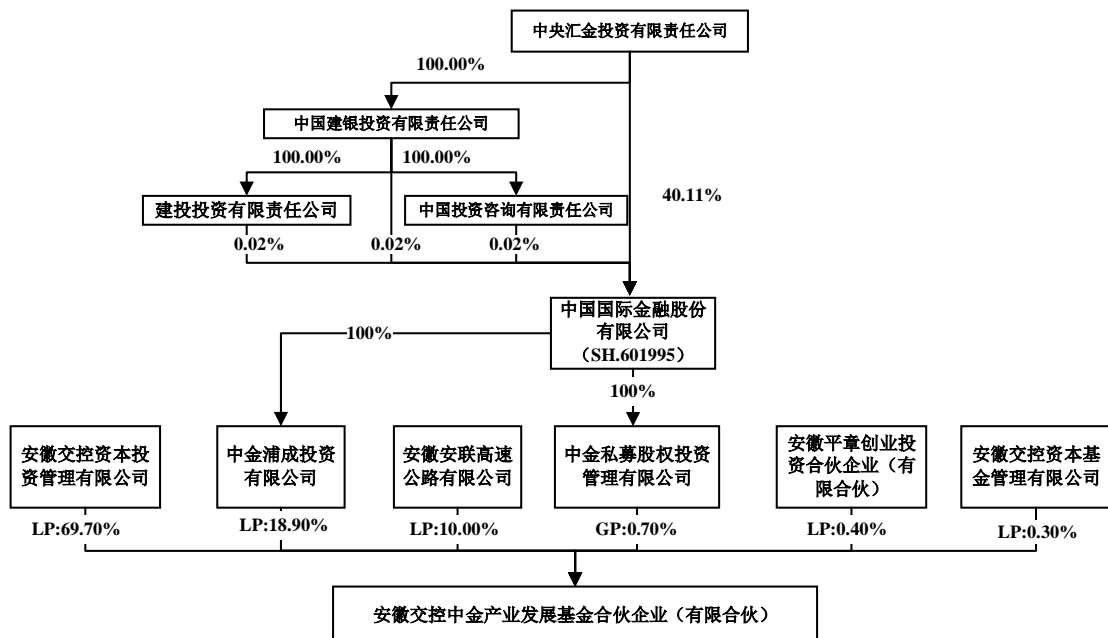 中央汇金投资有限责任公司
100.00%
中国建银投资有限责任公司
100.00%
100.00%
40.11%
建投投资有限责任公司
中国投资咨询有限责任公司
0.02%
0.02%
0.02%
中国国际金融股份
有限公司
（SH.601995）
100%
100%
安徽交控资本投
资管理有限公司
中金浦成投资
有限公司
安徽安联高速
公路有限公司
中金私募股权投资
管理有限公司
安徽平章创业投
资合伙企业（有
限合伙）
安徽交控资本基
金管理有限公司
LP:69.70%
LP:18.90%
LP:10.00%
GP:0.70%
LP:0.40%
LP:0.30%
安徽交控中金产业发展基金合伙企业（有限合伙）